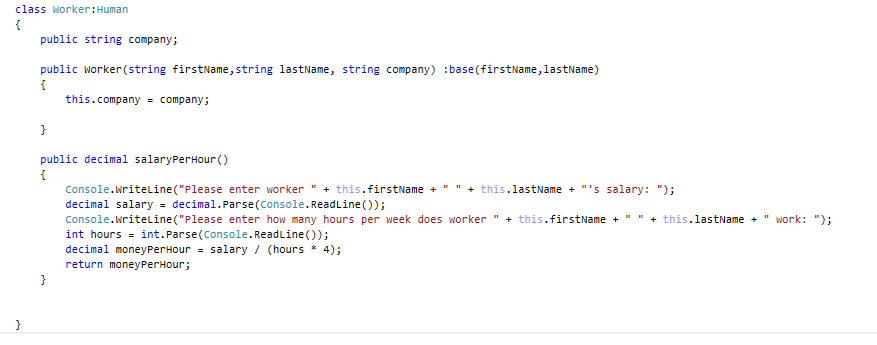 class Worker:Human
{
    public string company;

    public Worker(string firstName,string lastName, string company) :base(firstName,lastName)
    {
        this.company = company;

    }

    public decimal salaryPerHour()
    {
        Console.WriteLine("Please enter worker " + this.firstName + " " + this.lastName + "'s salary: ");
        decimal salary = decimal.Parse(Console.ReadLine());
        Console.WriteLine("Please enter how many hours per week does worker " + this.firstName + " " + this.lastName + " work: ");
        int hours = int.Parse(Console.ReadLine());
        decimal moneyPerHour = salary / (hours * 4);
        return moneyPerHour;
    }


}